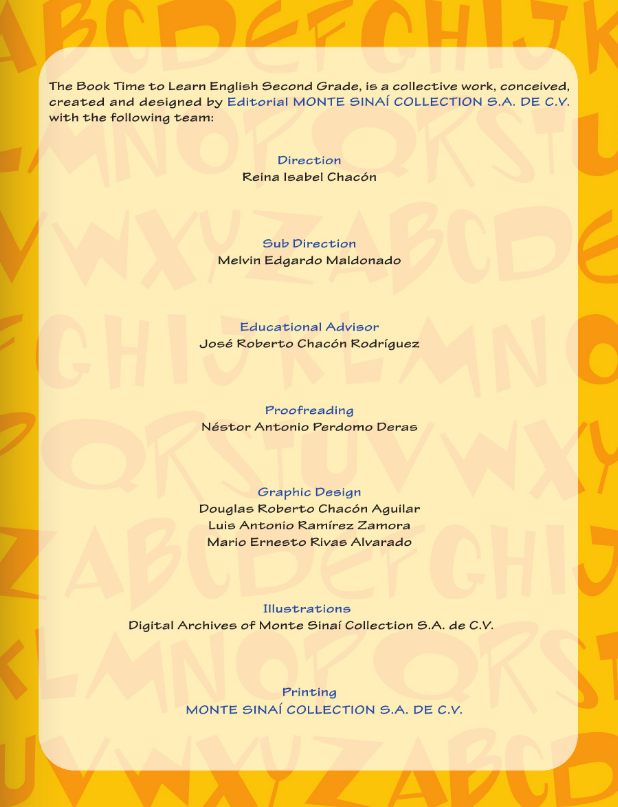 The Book Time to Learn English Second Grade, is a collective work, conceived,
created and designed by Editorial MONTE SINAÍ COLLECTION S.A. DE C.V.
with the following team:
Direction
Reina Isabel Chacón
Sub Direction
Melvin Edgardo Maldonado
Educational Advisor
José Roberto Chacón Rodríguez
Proofreading
Néstor Antonio Perdomo Deras
Graphic Design
Douglas Roberto Chacón Aguilar
Luis Antonio Ramírez Zamora
Mario Ernesto Rivas Alvarado
Illustrations
Digital Archives of Monte Sinaí Collection S.A. de C.V.
Printing
MONTE SINAÍ COLLECTION S.A. DE C.V.